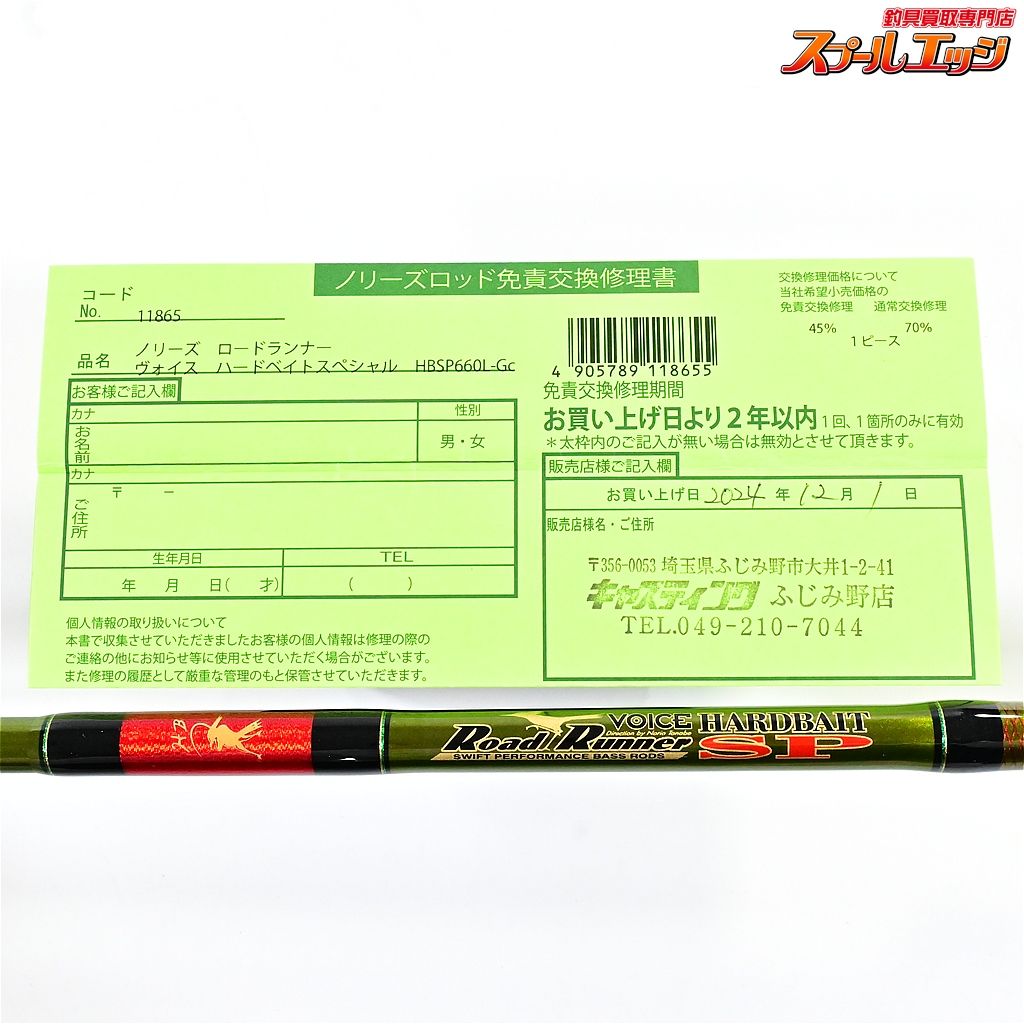 釣具買取専門店
スプールエッジ
ノリーズロッド免責交換修理書
コード
No. 11865
品名 ノリーズ ロードランナー
ヴォイス ハードベイトスペシャル HBSP660L-Gc
4 905789 118655
交換修理価格について
当社希望小売価格の
免責交換修理 通常交換修理
45% 70%
1ピース
免責交換修理期間
お買い上げ日より2年以内 1回、1箇所のみに有効
＊太枠内のご記入が無い場合は無効とさせて頂きます。
お客様ご記入欄
カナ 性別
お名前 男・女
カナ
〒 －
ご住所
生年月日 TEL
年 月 日( 才) ( )
販売店様ご記入欄
お買い上げ日 2024 年 12 月 1 日
販売店様名・ご住所
〒356-0053 埼玉県ふじみ野市大井1-2-41
キャスティング ふじみ野店
TEL.049-210-7044
個人情報の取り扱いについて
本書で収集させていただきましたお客様の個人情報は修理の際の
ご連絡の他にお知らせ等に使用させていただく場合がございます。
また修理の履歴として厳重な管理のもと保管させていただきます。
HB
VOICE HARDBAIT
Direction by Norio Tanabe
Road Runner SP
SWIFT PERFORMANCE BASS RODS